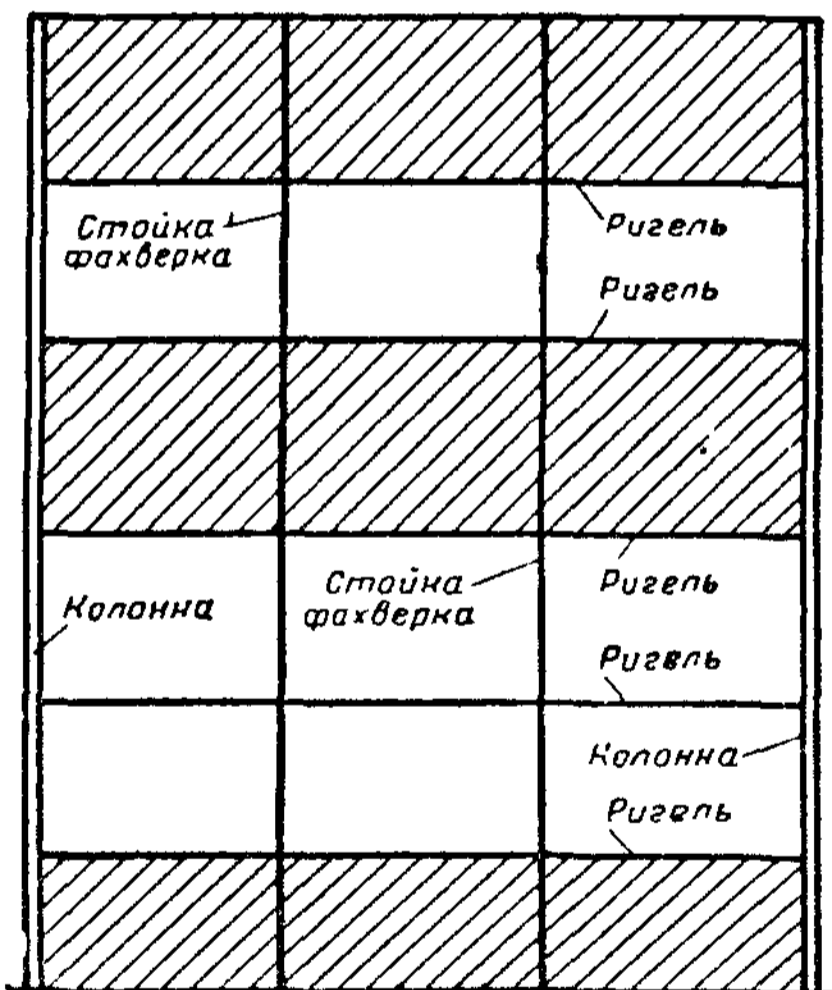 Стойка
фахверка
Ригель
Ригель
Колонна
Стойка
фахверка
Ригель
Ригель
Колонна
Ригель